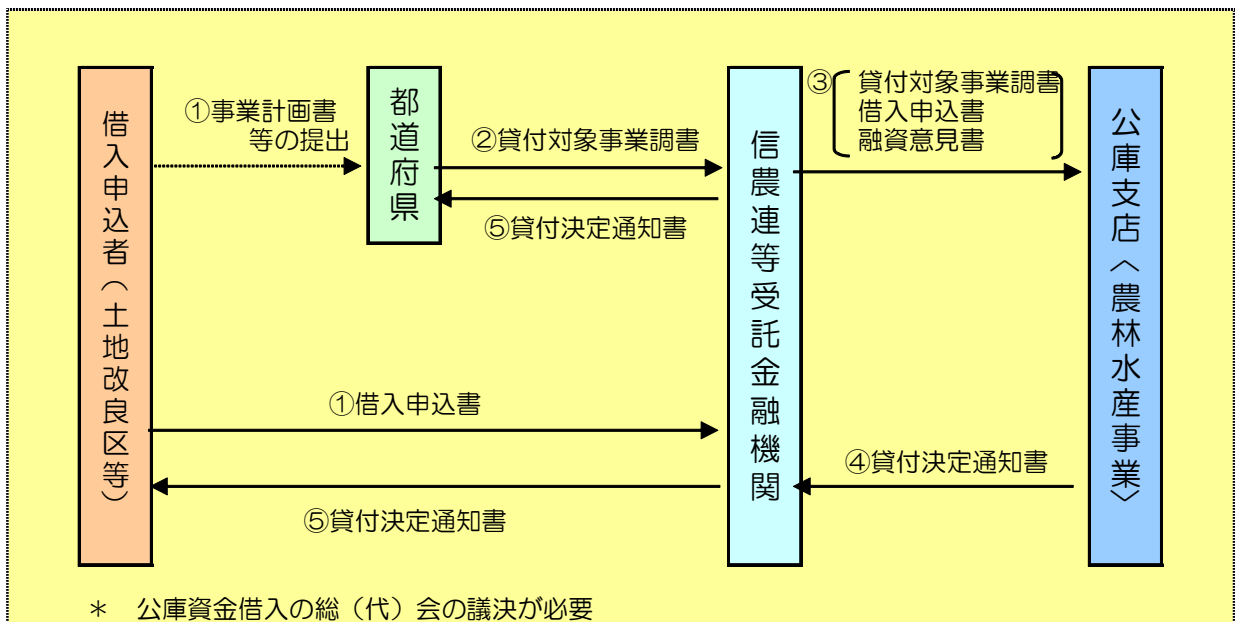 借入申込者(土地改良区等)
①事業計画書
等の提出
都道府県
②貸付対象事業調書
⑤貸付決定通知書
信農連等受託金融機関
③ 貸付対象事業調書
借入申込書
融資意見書
公庫支店〈農林水産事業〉
①借入申込書
④貸付決定通知書
⑤貸付決定通知書
* 公庫資金借入の総(代)会の議決が必要